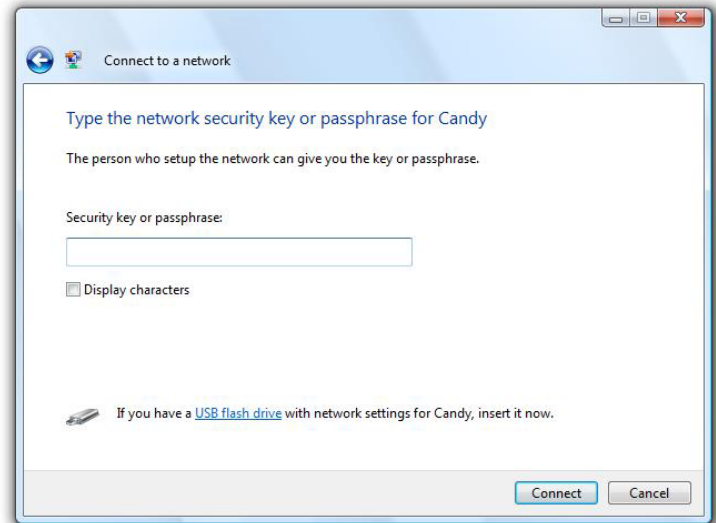 Connect to a network
Type the network security key or passphrase for Candy
The person who setup the network can give you the key or passphrase.
Security key or passphrase:
Display characters
If you have a USB flash drive with network settings for Candy, insert it now.
Connect Cancel